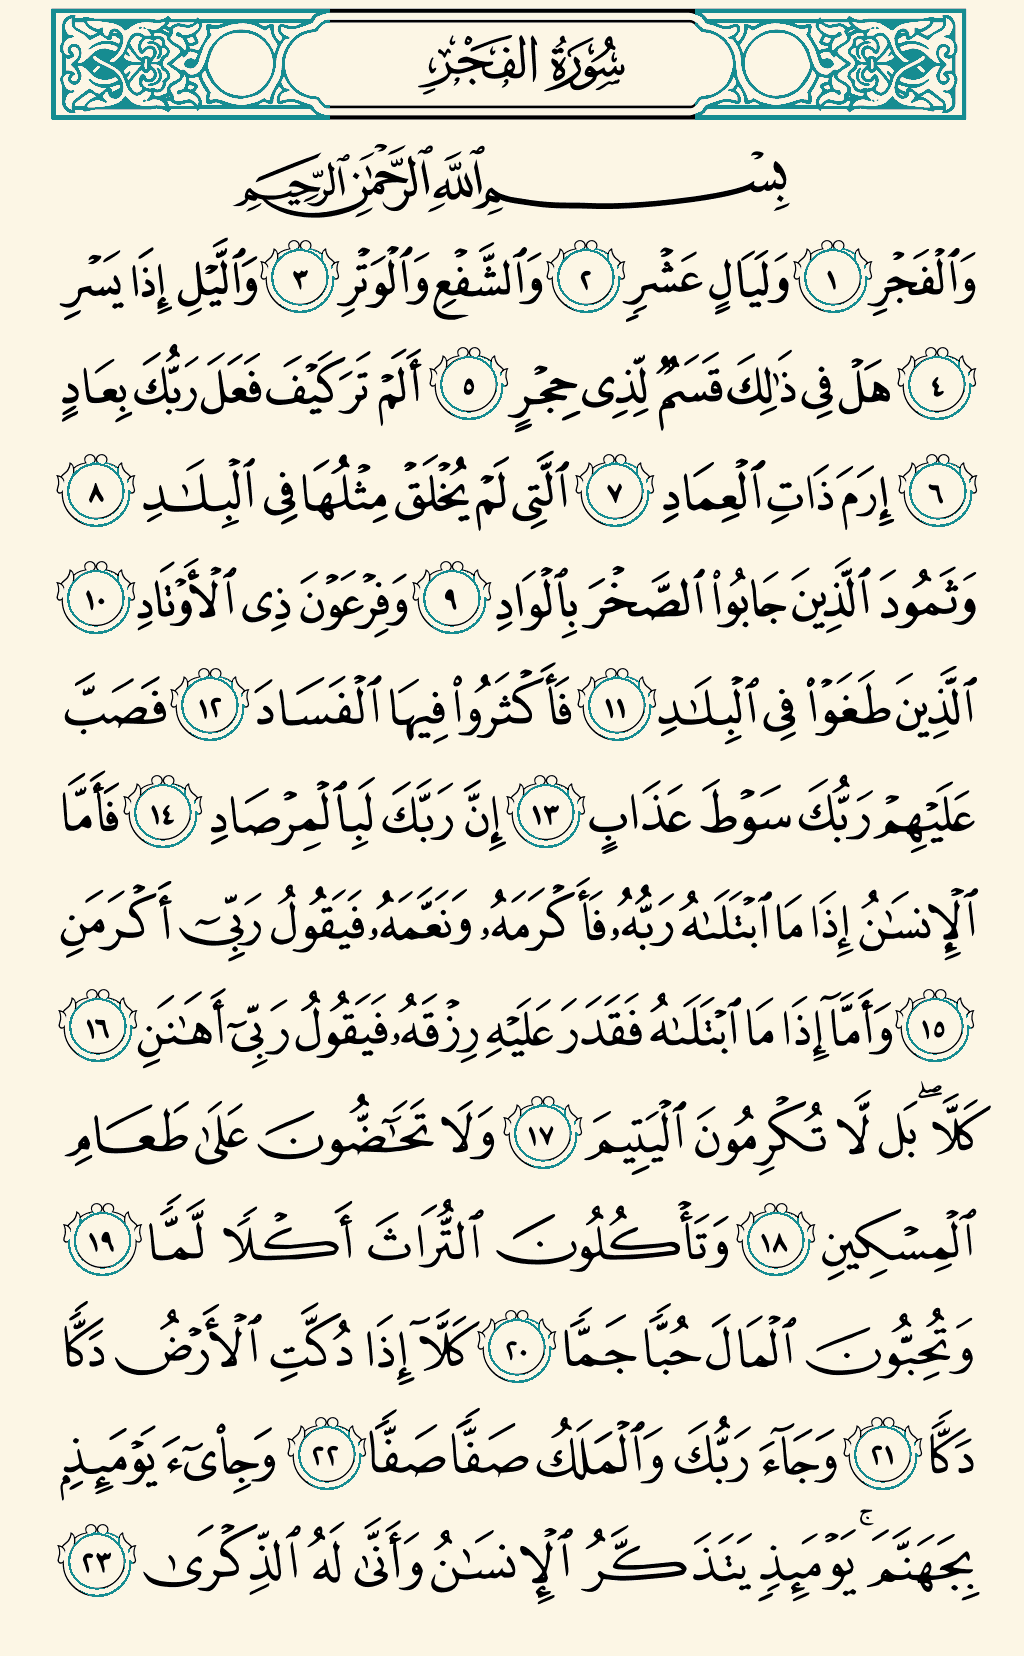 سُورَةُ الفَجْرِ
بِسْمِ ٱللَّهِ ٱلرَّحْمَٰنِ ٱلرَّحِيمِ
وَٱلْفَجْرِ ١ وَلَيَالٍ عَشْرٍ ٢ وَٱلشَّفْعِ وَٱلْوَتْرِ ٣ وَٱلَّيْلِ إِذَا يَسْرِ
٤ هَلْ فِى ذَٰلِكَ قَسَمٌ لِّذِى حِجْرٍ ٥ أَلَمْ تَرَ كَيْفَ فَعَلَ رَبُّكَ بِعَادٍ
٦ إِرَمَ ذَاتِ ٱلْعِمَادِ ٧ ٱلَّتِى لَمْ يُخْلَقْ مِثْلُهَا فِى ٱلْبِلَٰدِ ٨
وَثَمُودَ ٱلَّذِينَ جَابُوا۟ ٱلصَّخْرَ بِٱلْوَادِ ٩ وَفِرْعَوْنَ ذِى ٱلْأَوْتَادِ ١٠
ٱلَّذِينَ طَغَوْا۟ فِى ٱلْبِلَٰدِ ١١ فَأَكْثَرُوا۟ فِيهَا ٱلْفَسَادَ ١٢ فَصَبَّ
عَلَيْهِمْ رَبُّكَ سَوْطَ عَذَابٍ ١٣ إِنَّ رَبَّكَ لَبِٱلْمِرْصَادِ ١٤ فَأَمَّا
ٱلْإِنسَٰنُ إِذَا مَا ٱبْتَلَىٰهُ رَبُّهُۥ فَأَكْرَمَهُۥ وَنَعَّمَهُۥ فَيَقُولُ رَبِّىٓ أَكْرَمَنِ
١٥ وَأَمَّآ إِذَا مَا ٱبْتَلَىٰهُ فَقَدَرَ عَلَيْهِ رِزْقَهُۥ فَيَقُولُ رَبِّىٓ أَهَٰنَنِ ١٦
كَلَّا ۖ بَل لَّا تُكْرِمُونَ ٱلْيَتِيمَ ١٧ وَلَا تَحَٰٓضُّونَ عَلَىٰ طَعَامِ
ٱلْمِسْكِينِ ١٨ وَتَأْكُلُونَ ٱلتُّرَاثَ أَكْلًا لَّمًّا ١٩
وَتُحِبُّونَ ٱلْمَالَ حُبًّا جَمًّا ٢٠ كَلَّآ إِذَا دُكَّتِ ٱلْأَرْضُ دَكًّا
دَكًّا ٢١ وَجَآءَ رَبُّكَ وَٱلْمَلَكُ صَفًّا صَفًّا ٢٢ وَجِا۟ىٓءَ يَوْمَئِذٍۭ
بِجَهَنَّمَ ۚ يَوْمَئِذٍ يَتَذَكَّرُ ٱلْإِنسَٰنُ وَأَنَّىٰ لَهُ ٱلذِّكْرَىٰ ٢٣